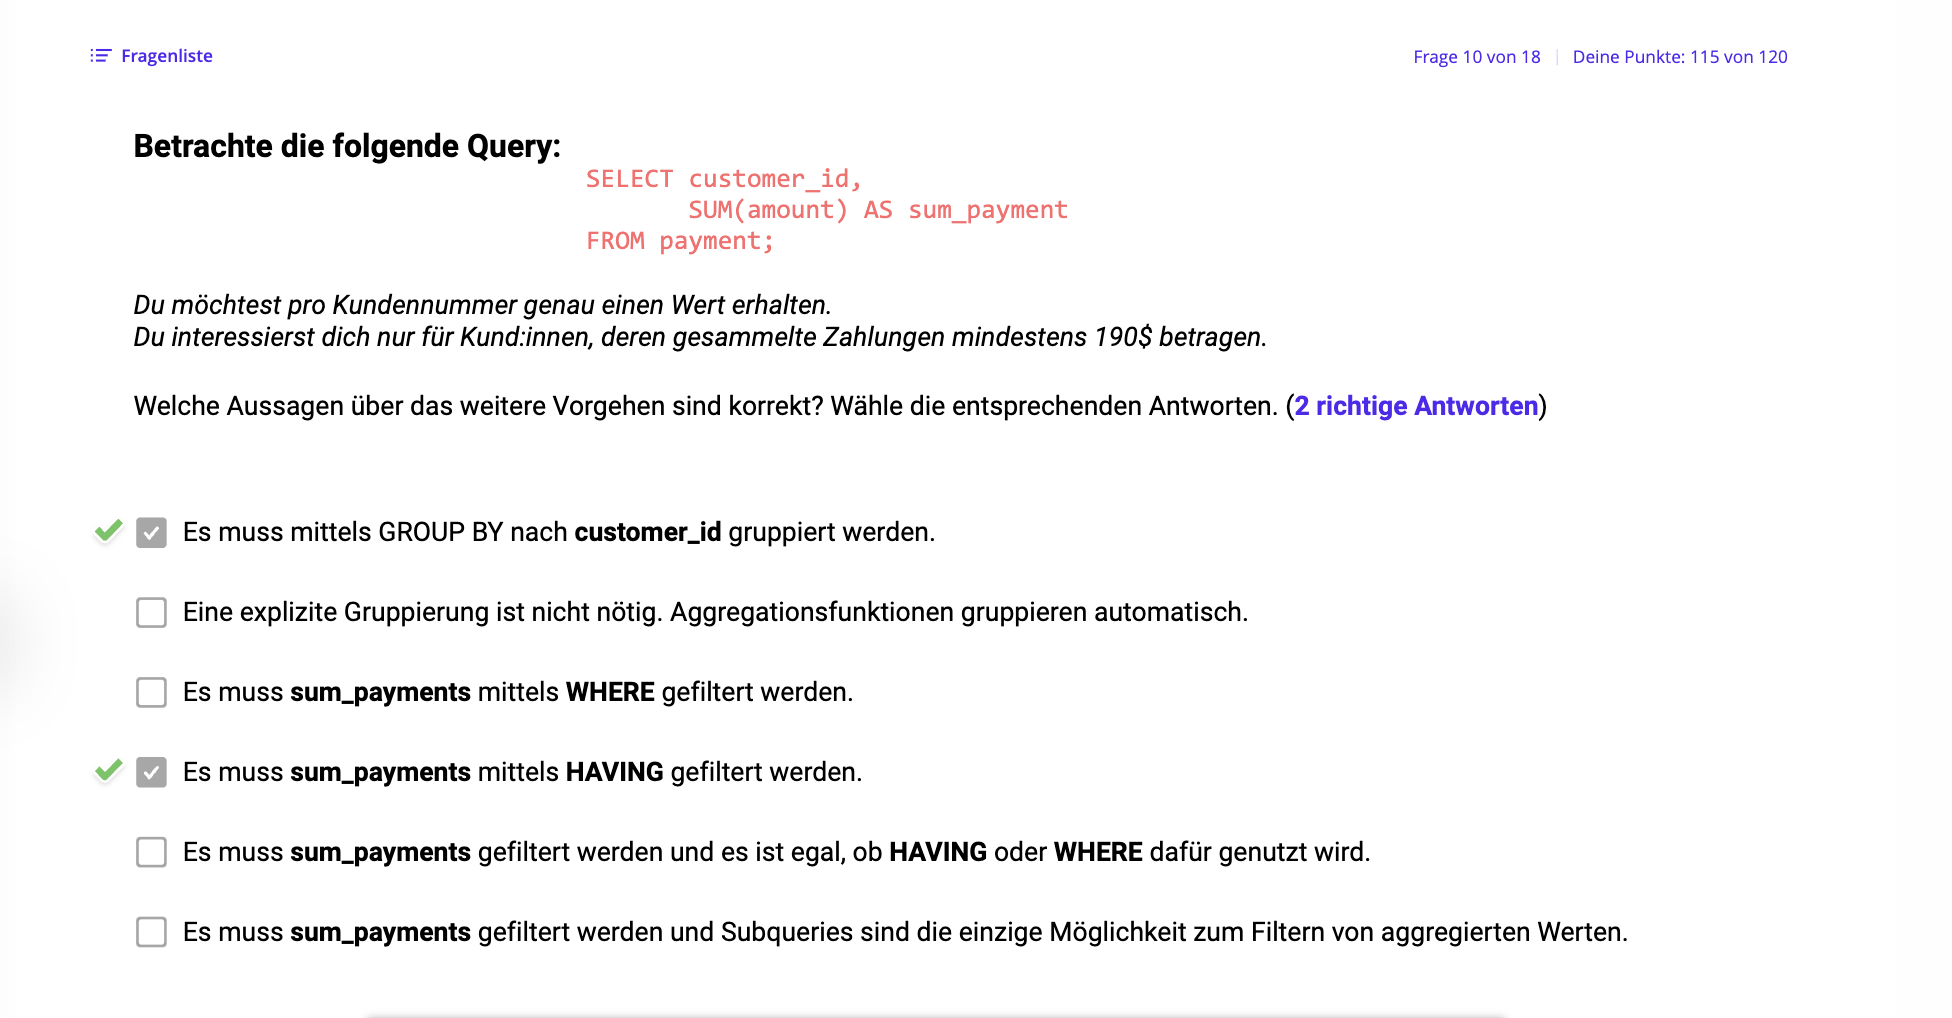 Fragenliste
Frage 10 von 18 | Deine Punkte: 115 von 120
Betrachte die folgende Query:
SELECT customer_id,
SUM(amount) AS sum_payment
FROM payment;
Du möchtest pro Kundennummer genau einen Wert erhalten.
Du interessierst dich nur für Kund:innen, deren gesammelte Zahlungen mindestens 190$ betragen.
Welche Aussagen über das weitere Vorgehen sind korrekt? Wähle die entsprechenden Antworten. (2 richtige Antworten)
Es muss mittels GROUP BY nach customer_id gruppiert werden.
Eine explizite Gruppierung ist nicht nötig. Aggregationsfunktionen gruppieren automatisch.
Es muss sum_payments mittels WHERE gefiltert werden.
Es muss sum_payments mittels HAVING gefiltert werden.
Es muss sum_payments gefiltert werden und es ist egal, ob HAVING oder WHERE dafür genutzt wird.
Es muss sum_payments gefiltert werden und Subqueries sind die einzige Möglichkeit zum Filtern von aggregierten Werten.